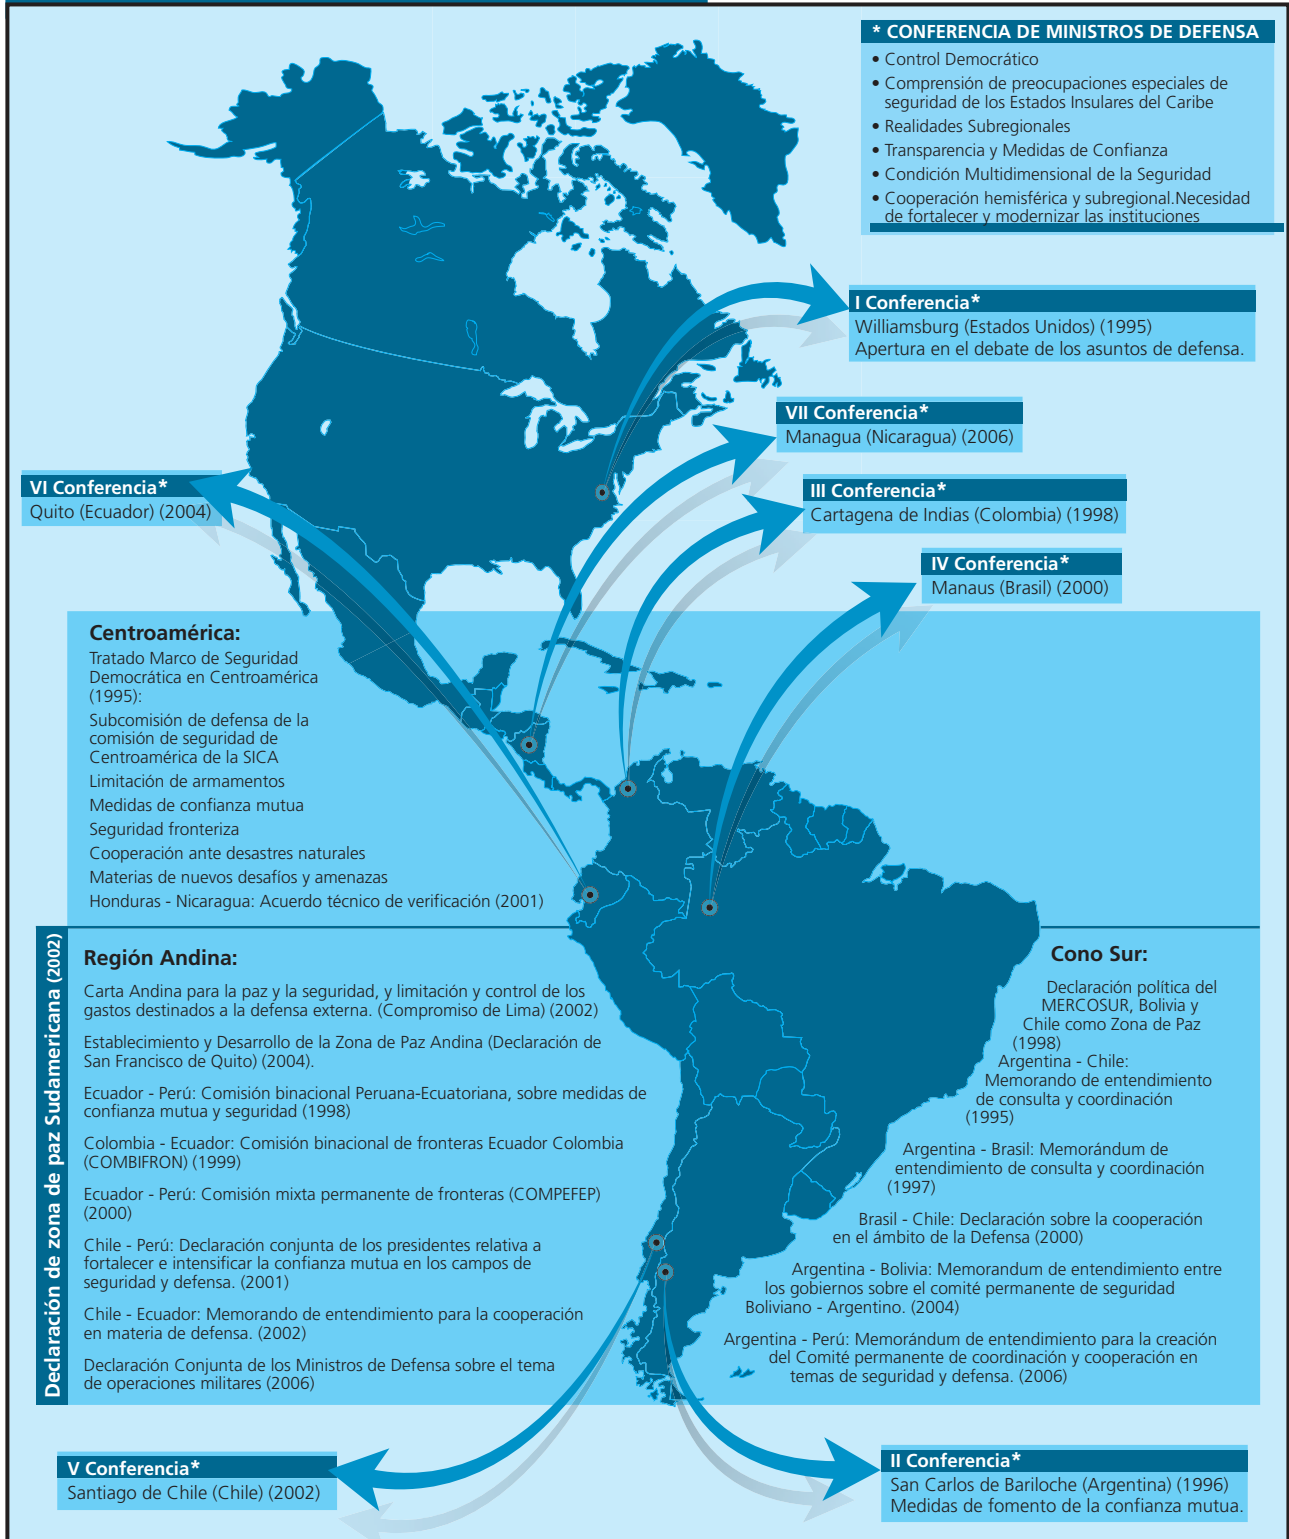 * CONFERENCIA DE MINISTROS DE DEFENSA
• Control Democrático
• Comprensión de preocupaciones especiales de
seguridad de los Estados Insulares del Caribe
• Realidades Subregionales
• Transparencia y Medidas de Confianza
• Condición Multidimensional de la Seguridad
• Cooperación hemisférica y subregional.Necesidad
de fortalecer y modernizar las instituciones
I Conferencia*
Williamsburg (Estados Unidos) (1995)
Apertura en el debate de los asuntos de defensa.
VII Conferencia*
Managua (Nicaragua) (2006)
VI Conferencia*
Quito (Ecuador) (2004)
III Conferencia*
Cartagena de Indias (Colombia) (1998)
IV Conferencia*
Manaus (Brasil) (2000)
Centroamérica:
Tratado Marco de Seguridad
Democrática en Centroamérica
(1995):
Subcomisión de defensa de la
comisión de seguridad de
Centroamérica de la SICA
Limitación de armamentos
Medidas de confianza mutua
Seguridad fronteriza
Cooperación ante desastres naturales
Materias de nuevos desafíos y amenazas
Honduras - Nicaragua: Acuerdo técnico de verificación (2001)
Declaración de zona de paz Sudamericana (2002)
Región Andina:
Carta Andina para la paz y la seguridad, y limitación y control de los
gastos destinados a la defensa externa. (Compromiso de Lima) (2002)
Establecimiento y Desarrollo de la Zona de Paz Andina (Declaración de
San Francisco de Quito) (2004).
Ecuador - Perú: Comisión binacional Peruana-Ecuatoriana, sobre medidas de
confianza mutua y seguridad (1998)
Colombia - Ecuador: Comisión binacional de fronteras Ecuador Colombia
(COMBIFRON) (1999)
Ecuador - Perú: Comisión mixta permanente de fronteras (COMPEFEP)
(2000)
Chile - Perú: Declaración conjunta de los presidentes relativa a
fortalecer e intensificar la confianza mutua en los campos de
seguridad y defensa. (2001)
Chile - Ecuador: Memorando de entendimiento para la cooperación
en materia de defensa. (2002)
Declaración Conjunta de los Ministros de Defensa sobre el tema
de operaciones militares (2006)
Cono Sur:
Declaración política del
MERCOSUR, Bolivia y
Chile como Zona de Paz
(1998)
Argentina - Chile:
Memorando de entendimiento
de consulta y coordinación
(1995)
Argentina - Brasil: Memorándum de
entendimiento de consulta y coordinación
(1997)
Brasil - Chile: Declaración sobre la cooperación
en el ámbito de la Defensa (2000)
Argentina - Bolivia: Memorandum de entendimiento entre
los gobiernos sobre el comité permanente de seguridad
Boliviano - Argentino. (2004)
Argentina - Perú: Memorándum de entendimiento para la creación
del Comité permanente de coordinación y cooperación en
temas de seguridad y defensa. (2006)
V Conferencia*
Santiago de Chile (Chile) (2002)
II Conferencia*
San Carlos de Bariloche (Argentina) (1996)
Medidas de fomento de la confianza mutua.